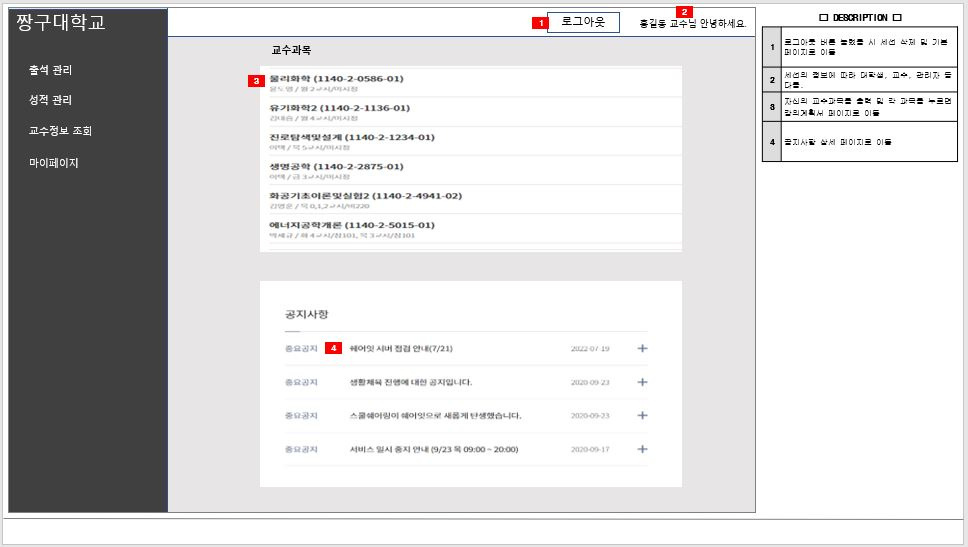 짱구대학교
출석 관리
성적 관리
교수정보 조회
마이페이지
1 로그아웃
2
홍길동 교수님 안녕하세요.
교수과목
3 물리화학 (1140-2-0586-01)
윤도영 / 월 2교시/미지정
유기화학2 (1140-2-1136-01)
김태승 / 월 4교시/미지정
진로탐색및설계 (1140-2-1234-01)
이택 / 목 5교시/미지정
생명공학 (1140-2-2875-01)
이택 / 금 3교시/미지정
화공기초이론및실험2 (1140-2-4941-02)
김영훈 / 목 0,1,2교시/비220
에너지공학개론 (1140-2-5015-01)
박세규 / 화 4교시/참101, 목 3교시/참101
공지사항
중요공지 4 쉐어잇 서버 점검 안내(7/21) 2022-07-19 +
중요공지 생활체육 진행에 대한 공지입니다. 2020-09-23 +
중요공지 스쿨쉐어링이 쉐어잇으로 새롭게 탄생했습니다. 2020-09-23 +
중요공지 서비스 일시 중지 안내 (9/23 목 09:00 ~ 20:00) 2020-09-17 +
□ DESCRIPTION □
1 로그아웃 버튼 눌렀을 시 세션 삭제 및 기본
페이지로 이동
2 세션의 정보에 따라 대학생, 교수, 관리자 등
다름.
3 자신의 교수과목을 출력 및 각 과목을 누르면
강의계획서 페이지로 이동
4 공지사항 상세 페이지로 이동